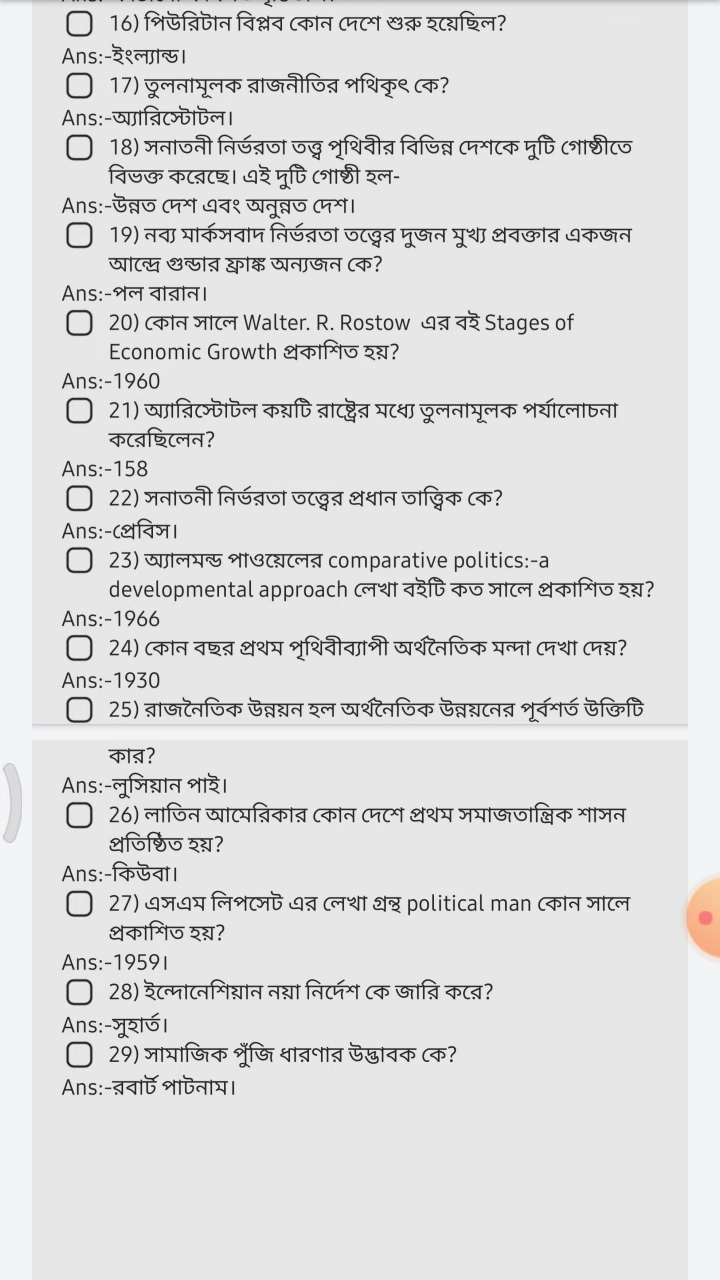 16) পিউরিটান বিপ্লব কোন দেশে শুরু হয়েছিল?
Ans:-ইংল্যান্ড।
17) তুলনামূলক রাজনীতির পথিকৃৎ কে?
Ans:-অ্যারিস্টোটল।
18) সনাতনী নির্ভরতা তত্ত্ব পৃথিবীর বিভিন্ন দেশকে দুটি গোষ্ঠীতে
বিভক্ত করেছে। এই দুটি গোষ্ঠী হল-
Ans:-উন্নত দেশ এবং অনুন্নত দেশ।
19) নব্য মার্কসবাদ নির্ভরতা তত্ত্বের দুজন মুখ্য প্রবক্তার একজন
আন্দ্রে গুন্ডার ফ্রাঙ্ক অন্যজন কে?
Ans:-পল বারান।
20) কোন সালে Walter. R. Rostow এর বই Stages of
Economic Growth প্রকাশিত হয়?
Ans:-1960
21) অ্যারিস্টোটল কয়টি রাষ্ট্রের মধ্যে তুলনামূলক পর্যালোচনা
করেছিলেন?
Ans:-158
22) সনাতনী নির্ভরতা তত্ত্বের প্রধান তাত্ত্বিক কে?
Ans:-প্রেবিস।
23) অ্যালমন্ড পাওয়েলের comparative politics:-a
developmental approach লেখা বইটি কত সালে প্রকাশিত হয়?
Ans:-1966
24) কোন বছর প্রথম পৃথিবীব্যাপী অর্থনৈতিক মন্দা দেখা দেয়?
Ans:-1930
25) রাজনৈতিক উন্নয়ন হল অর্থনৈতিক উন্নয়নের পূর্বশর্ত উক্তিটি
কার?
Ans:-লুসিয়ান পাই।
26) লাতিন আমেরিকার কোন দেশে প্রথম সমাজতান্ত্রিক শাসন
প্রতিষ্ঠিত হয়?
Ans:-কিউবা।
27) এসএম লিপসেট এর লেখা গ্রন্থ political man কোন সালে
প্রকাশিত হয়?
Ans:-1959।
28) ইন্দোনেশিয়ান নয়া নির্দেশ কে জারি করে?
Ans:-সুহার্ত।
29) সামাজিক পুঁজি ধারণার উদ্ভাবক কে?
Ans:-রবার্ট পাটনাম।